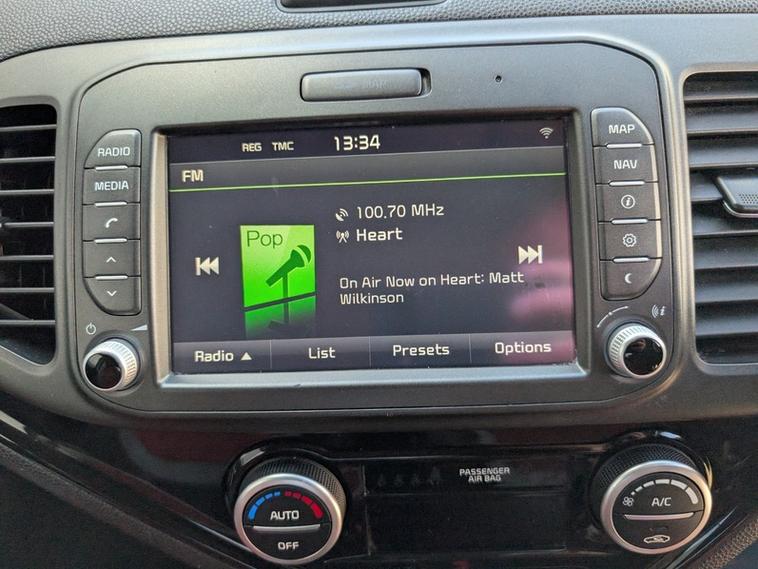 REG TMC 13:34
FM
RADIO
MEDIA
MAP
NAV
100.70 MHz
Heart
Pop
On Air Now on Heart: Matt
Wilkinson
Radio ▲ List Presets Options
PASSENGER
AIR BAG
AUTO
OFF
A/C